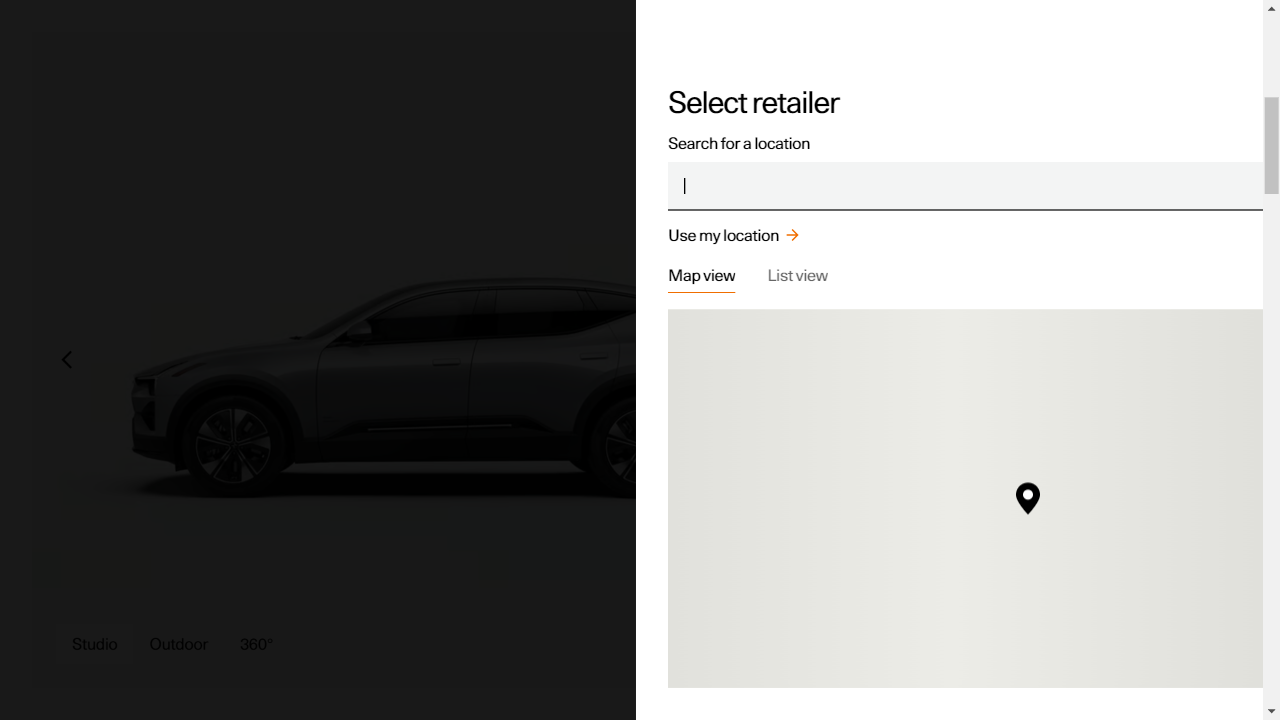 Select retailer
Search for a location
Use my location
Map view
List view
Studio
Outdoor
360°